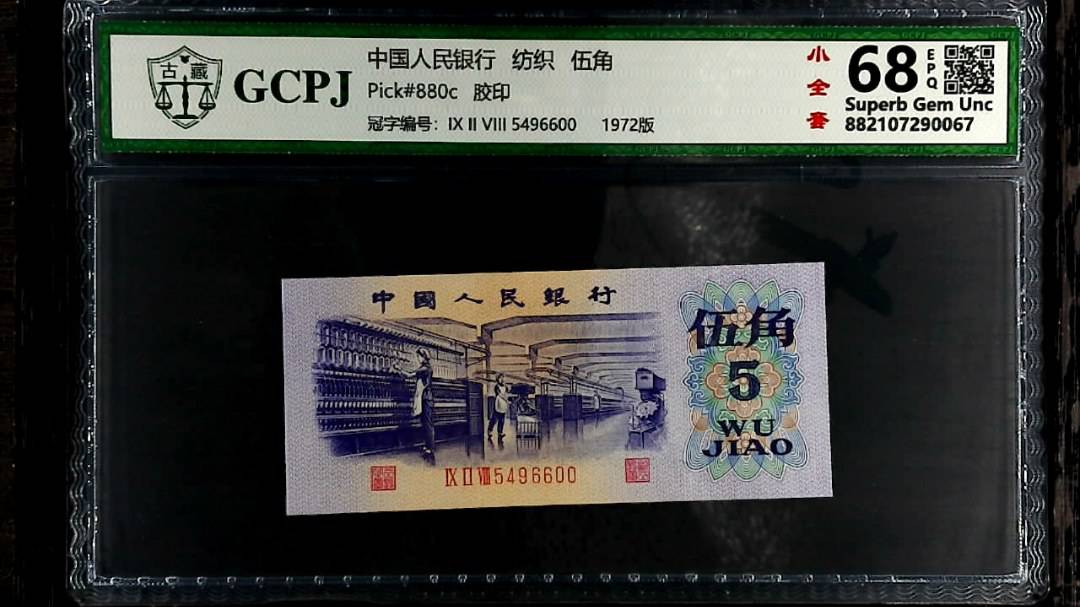 古藏
GCPJ
中国人民银行 纺织 伍角
Pick#880c 胶印
冠字编号: IX II VIII 5496600 1972版
小全套
68
EPQ
Superb Gem Unc
882107290067
中國人民銀行
伍角
5
WU
JIAO
IX II VIII 5496600